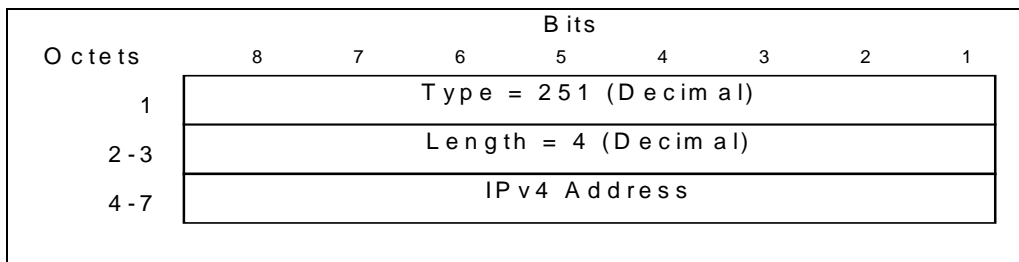 Bits
Octets 8 7 6 5 4 3 2 1
1 Type = 251 (Decimal)
2-3 Length = 4 (Decimal)
4-7 IPv4 Address